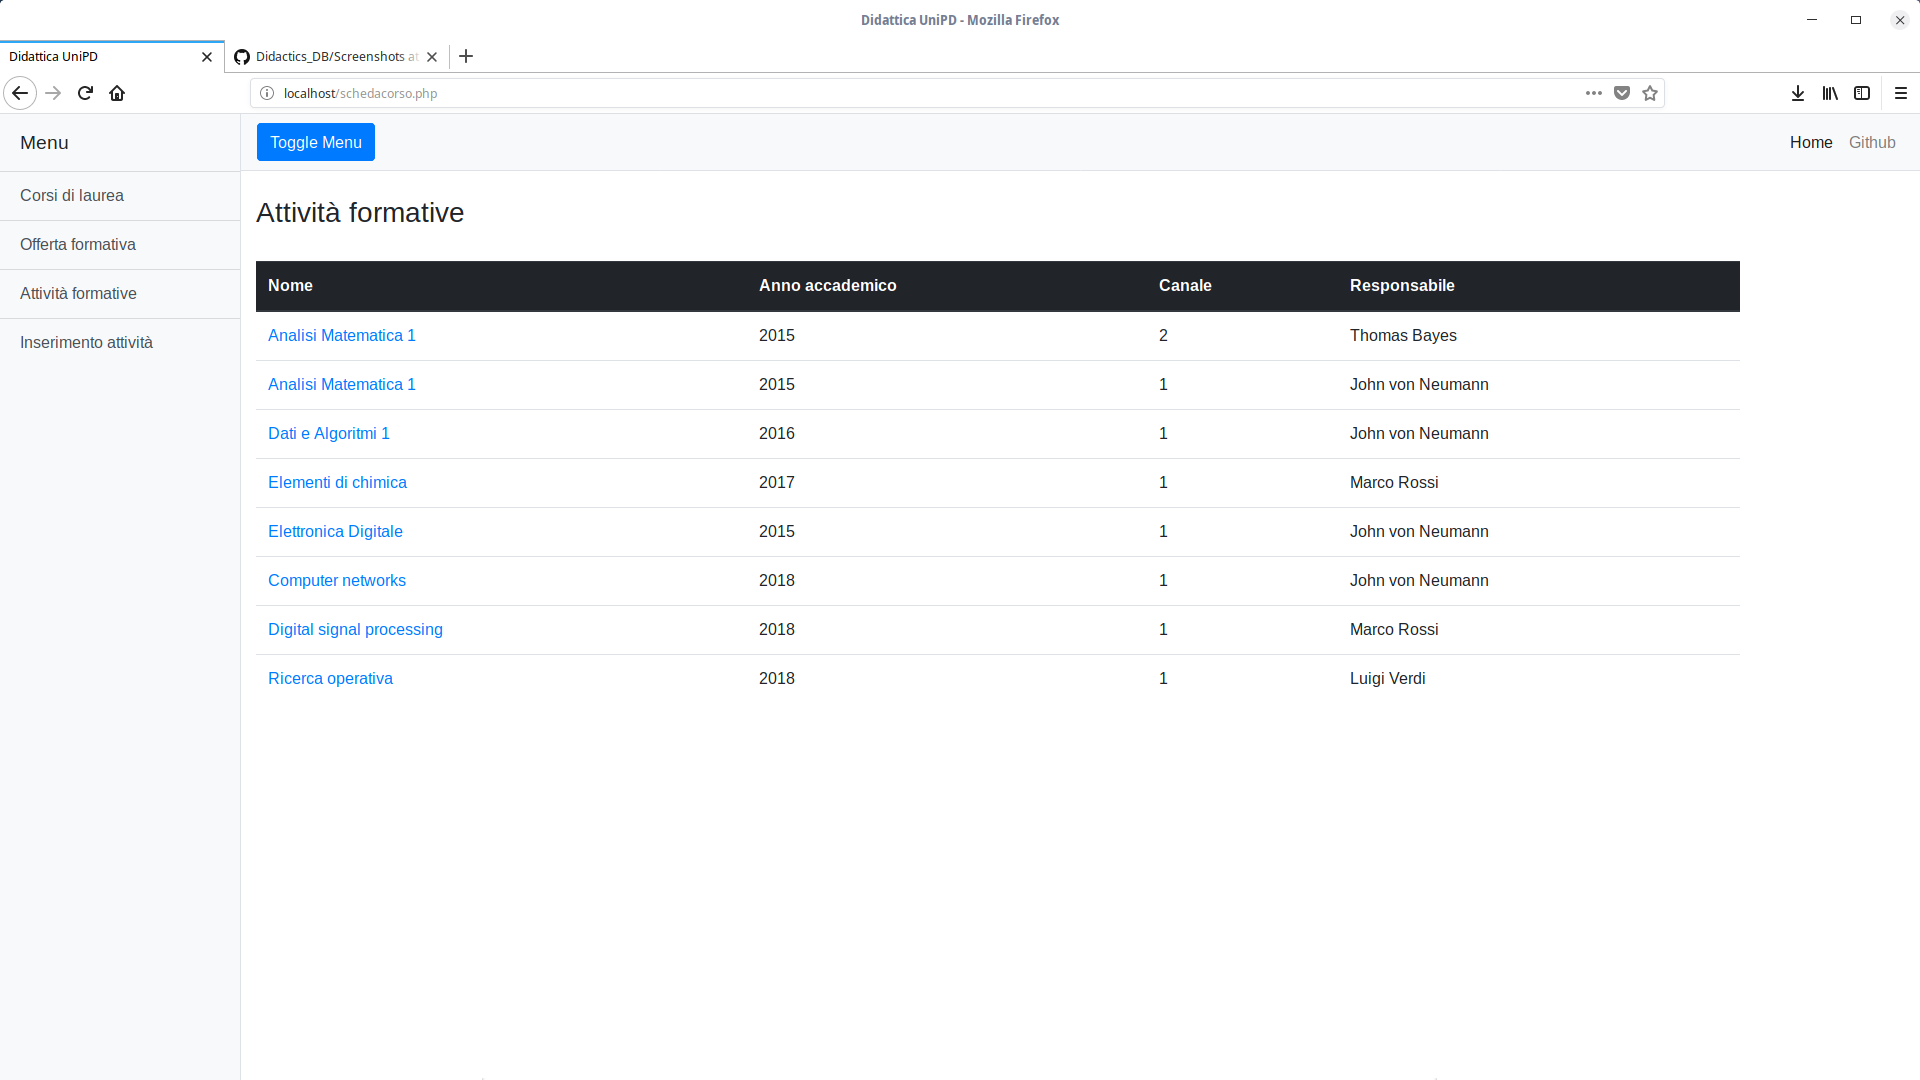 Didattica UniPD - Mozilla Firefox
Didattica UniPD
Didactics_DB/Screenshots at
localhost/schedacorso.php
Menu
Toggle Menu
Home Github
Corsi di laurea
Offerta formativa
Attività formative
Inserimento attività
Attività formative
Nome Anno accademico Canale Responsabile
Analisi Matematica 1 2015 2 Thomas Bayes
Analisi Matematica 1 2015 1 John von Neumann
Dati e Algoritmi 1 2016 1 John von Neumann
Elementi di chimica 2017 1 Marco Rossi
Elettronica Digitale 2015 1 John von Neumann
Computer networks 2018 1 John von Neumann
Digital signal processing 2018 1 Marco Rossi
Ricerca operativa 2018 1 Luigi Verdi